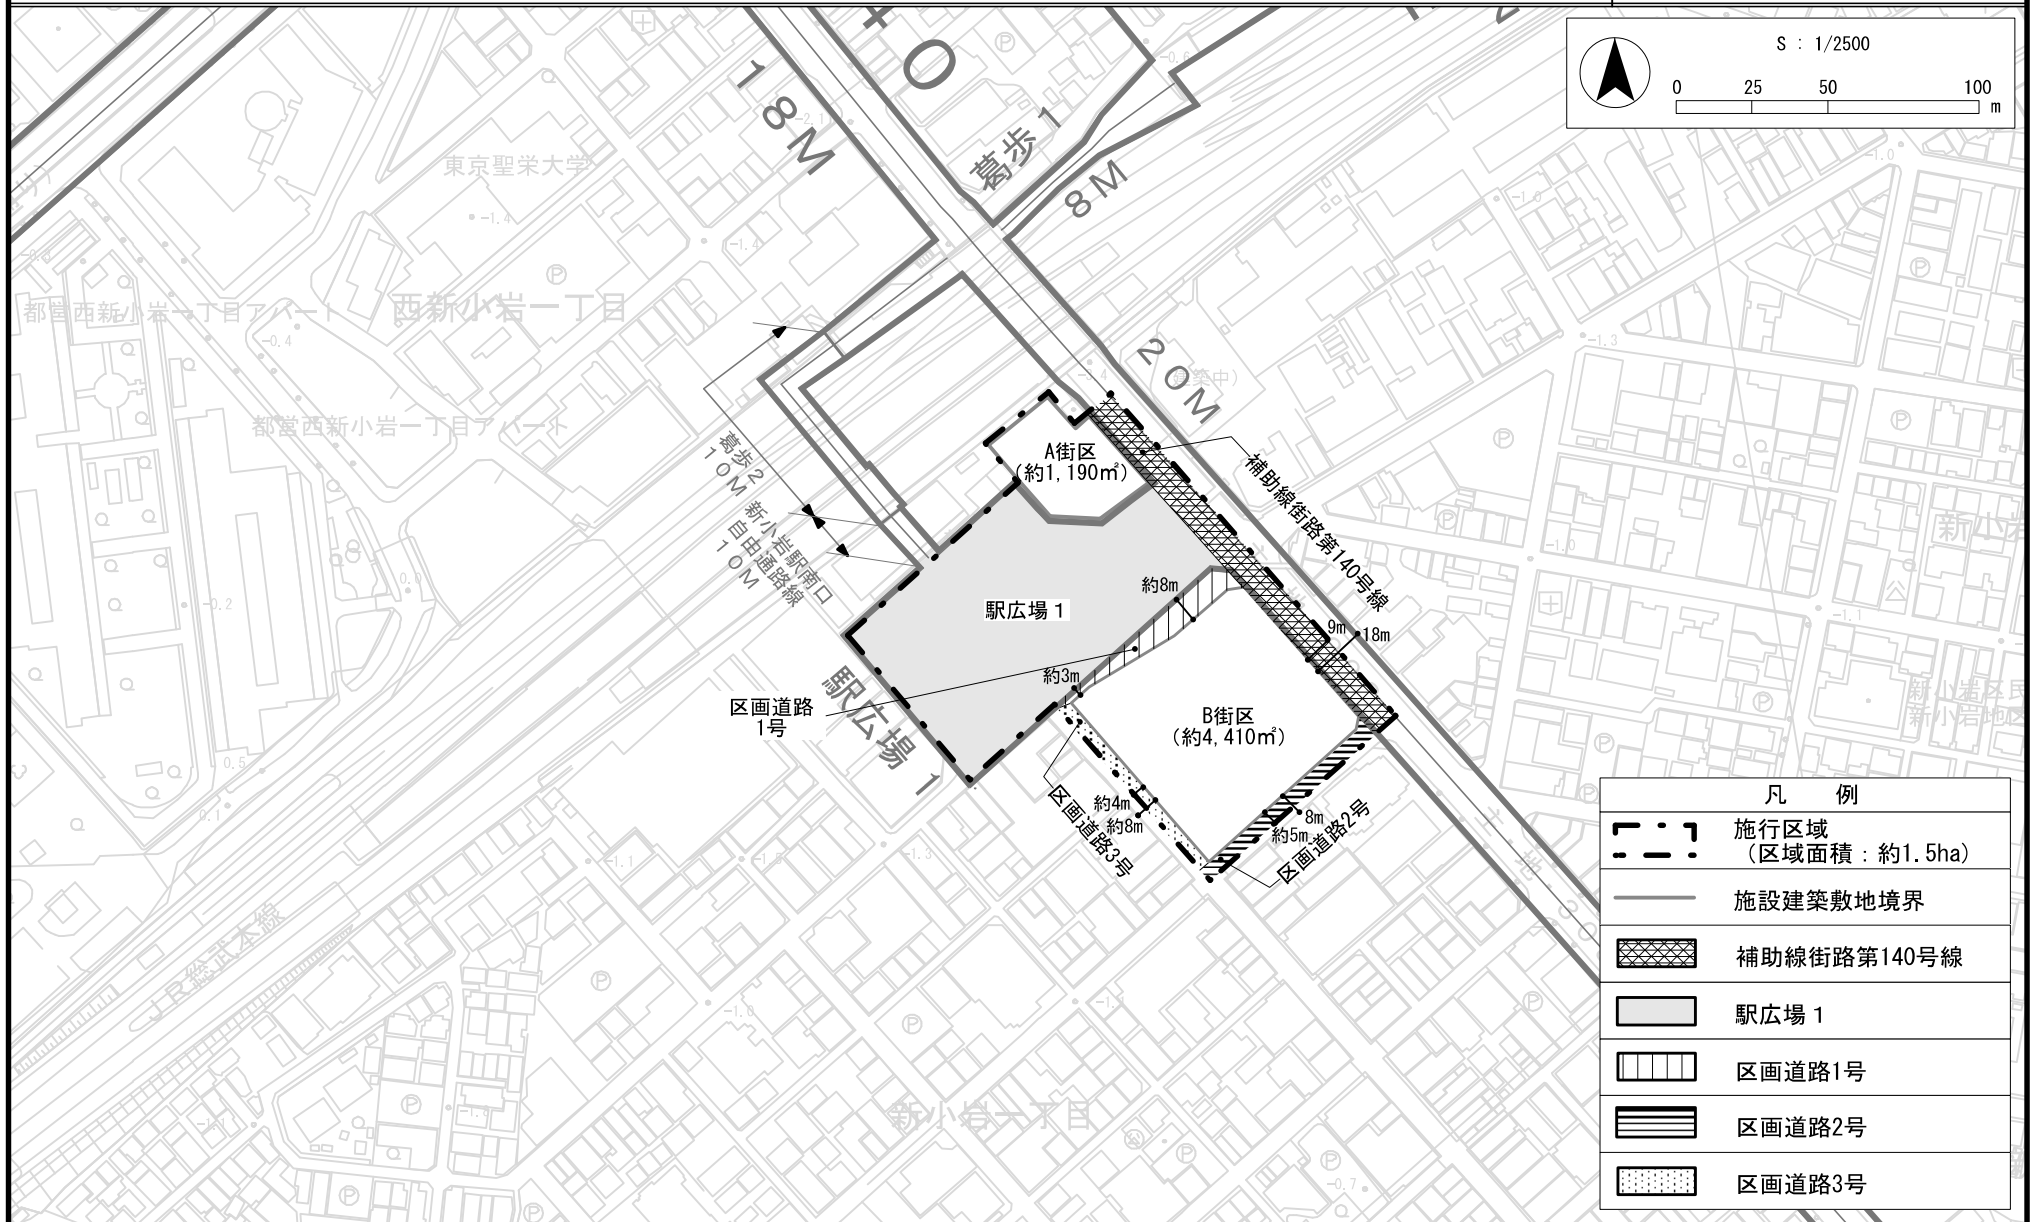 S : 1/2500
0 25 50 100
m
18M
葛歩1
8M
東京聖栄大学
都営西新小岩一丁目アパート
西新小岩一丁目
都営西新小岩一丁目アパート
20M
建築中)
葛歩2
10M
新小岩駅南口
自由通路線
10M
A街区
(約1,190㎡)
補助線街路第140号線
駅広場1
約8m
9m
18m
約3m
区画道路
1号
駅広場 1
B街区
(約4,410㎡)
約4m
約8m
区画道路3号
8m
約5m
区画道路2号
JR総武本線
新小岩一丁目
凡 例
施行区域
(区域面積:約1.5ha)
施設建築敷地境界
補助線街路第140号線
駅広場1
区画道路1号
区画道路2号
区画道路3号